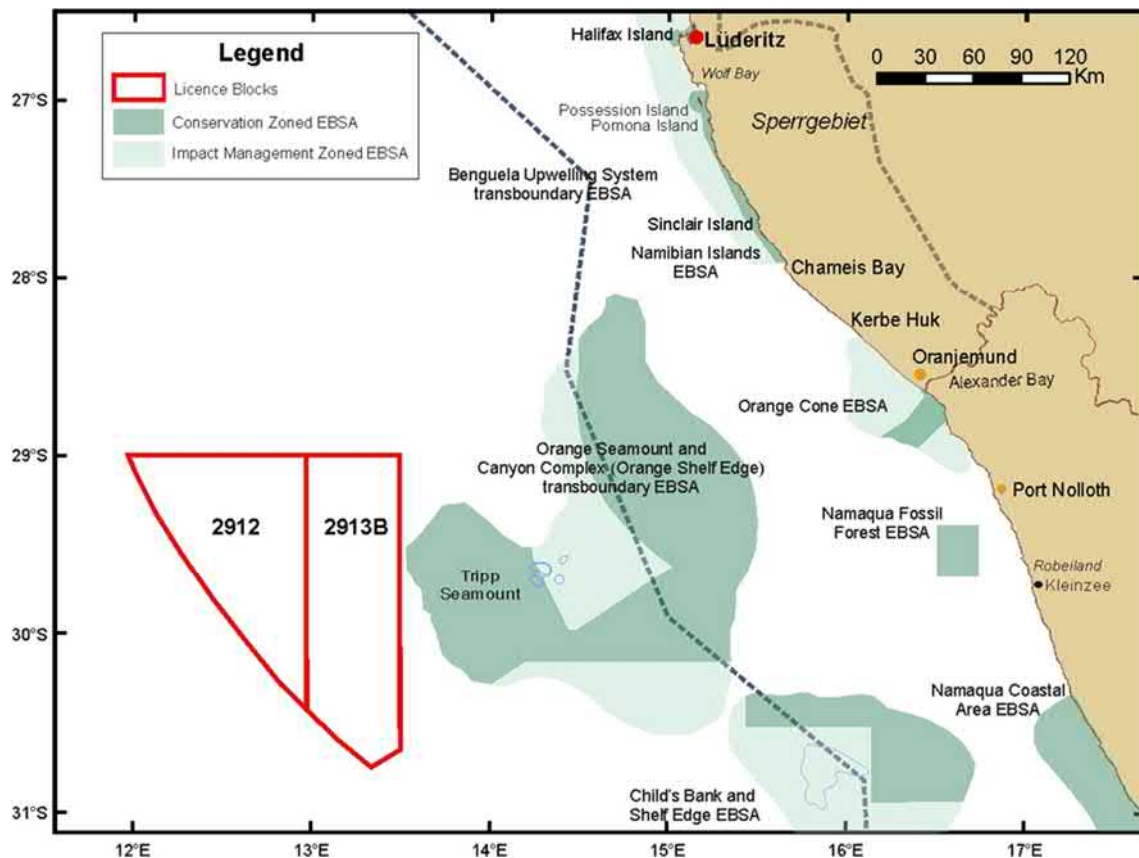 Legend
Licence Blocks
Conservation Zoned EBSA
Impact Management Zoned EBSA
Halifax Island
Lüderitz
Wolf Bay
0 30 60 90 120
Km
27°S
Possession Island
Pomona Island
Sperrgebiet
Benguela Upwelling System
transboundary EBSA
Sinclair Island
Namibian Islands
EBSA
Chameis Bay
28°S
Kerbe Huk
Oranjemund
Alexander Bay
Orange Cone EBSA
29°S
Orange Seamount and
Canyon Complex (Orange Shelf Edge)
transboundary EBSA
Port Nolloth
2912
2913B
Namaqua Fossil
Forest EBSA
Tripp
Seamount
Robeiland
Kleinzee
30°S
Namaqua Coastal
Area EBSA
Child's Bank and
Shelf Edge EBSA
31°S
12°E 13°E 14°E 15°E 16°E 17°E